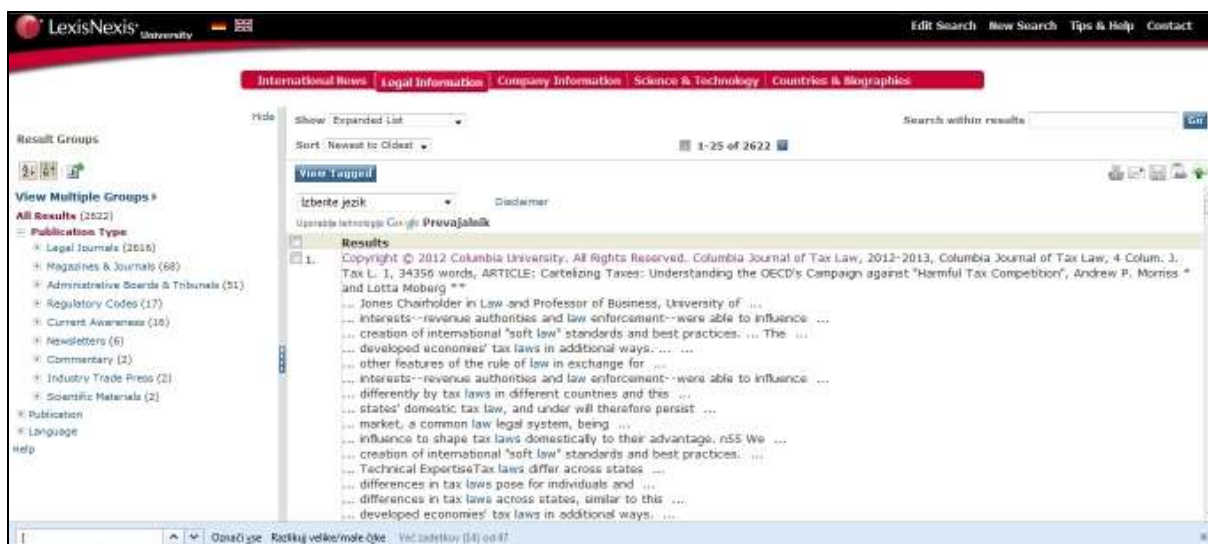 LexisNexis®
University
Edit Search New Search Tips & Help Contact
International News Legal Information Company Information Science & Technology Countries & Biographies
Hide
Result Groups
View Multiple Groups
All Results (2622)
Publication Type
Legal Journals (2616)
Magazines & Journals (68)
Administrative Boards & Tribunals (51)
Regulatory Codes (17)
Current Awareness (16)
Newsletters (6)
Commentary (2)
Industry Trade Press (2)
Scientific Materials (2)
Publication
Language
Help
Show Expanded List
Search within results Go
Sort Newest to Oldest
1-25 of 2622
View Tagged
Izberite jezik Disclaimer
Uporablja tehnologijo Google Prevajalnik
Results
1. Copyright © 2012 Columbia University. All Rights Reserved. Columbia Journal of Tax Law, 2012-2013, Columbia Journal of Tax Law, 4 Colum. J.
Tax L. 1, 34356 words, ARTICLE: Cartelizing Taxes: Understanding the OECD's Campaign against "Harmful Tax Competition", Andrew P. Morriss *
and Lotta Moberg **
... Jones Chairholder in Law and Professor of Business, University of ...
... interests--revenue authorities and law enforcement--were able to influence ...
... creation of international "soft law" standards and best practices. ... The ...
... developed economies' tax laws in additional ways. ... ...
... other features of the rule of law in exchange for ...
... interests--revenue authorities and law enforcement--were able to influence ...
... differently by tax laws in different countries and this ...
... states' domestic tax law, and under will therefore persist ...
... market, a common law legal system, being ...
... influence to shape tax laws domestically to their advantage. n55 We ...
... creation of international "soft law" standards and best practices. ...
... Technical ExpertiseTax laws differ across states ...
... differences in tax laws pose for individuals and ...
... differences in tax laws across states, similar to this ...
... developed economies' tax laws in additional ways. ...
Označi vse Razlikuj velike/male črke Več zadetkov (14) od 47